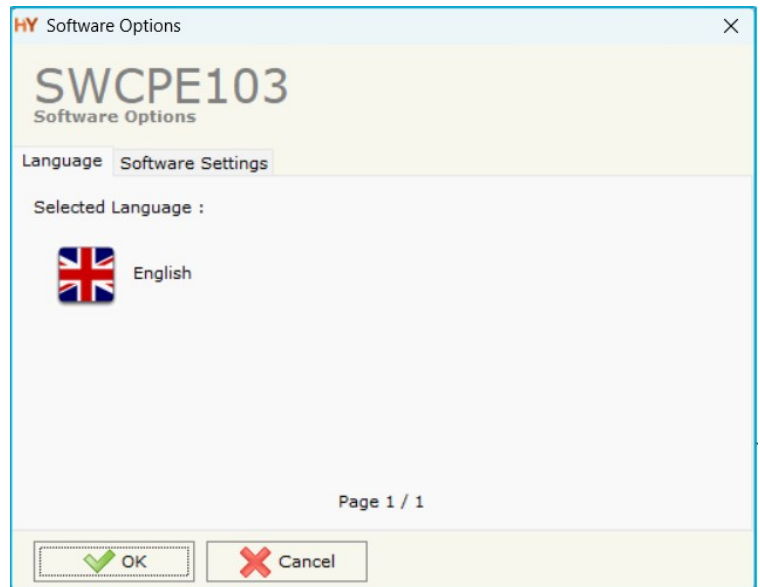 HY Software Options
SWCPE103
Software Options
Language Software Settings
Selected Language :
English
Page 1 / 1
OK Cancel